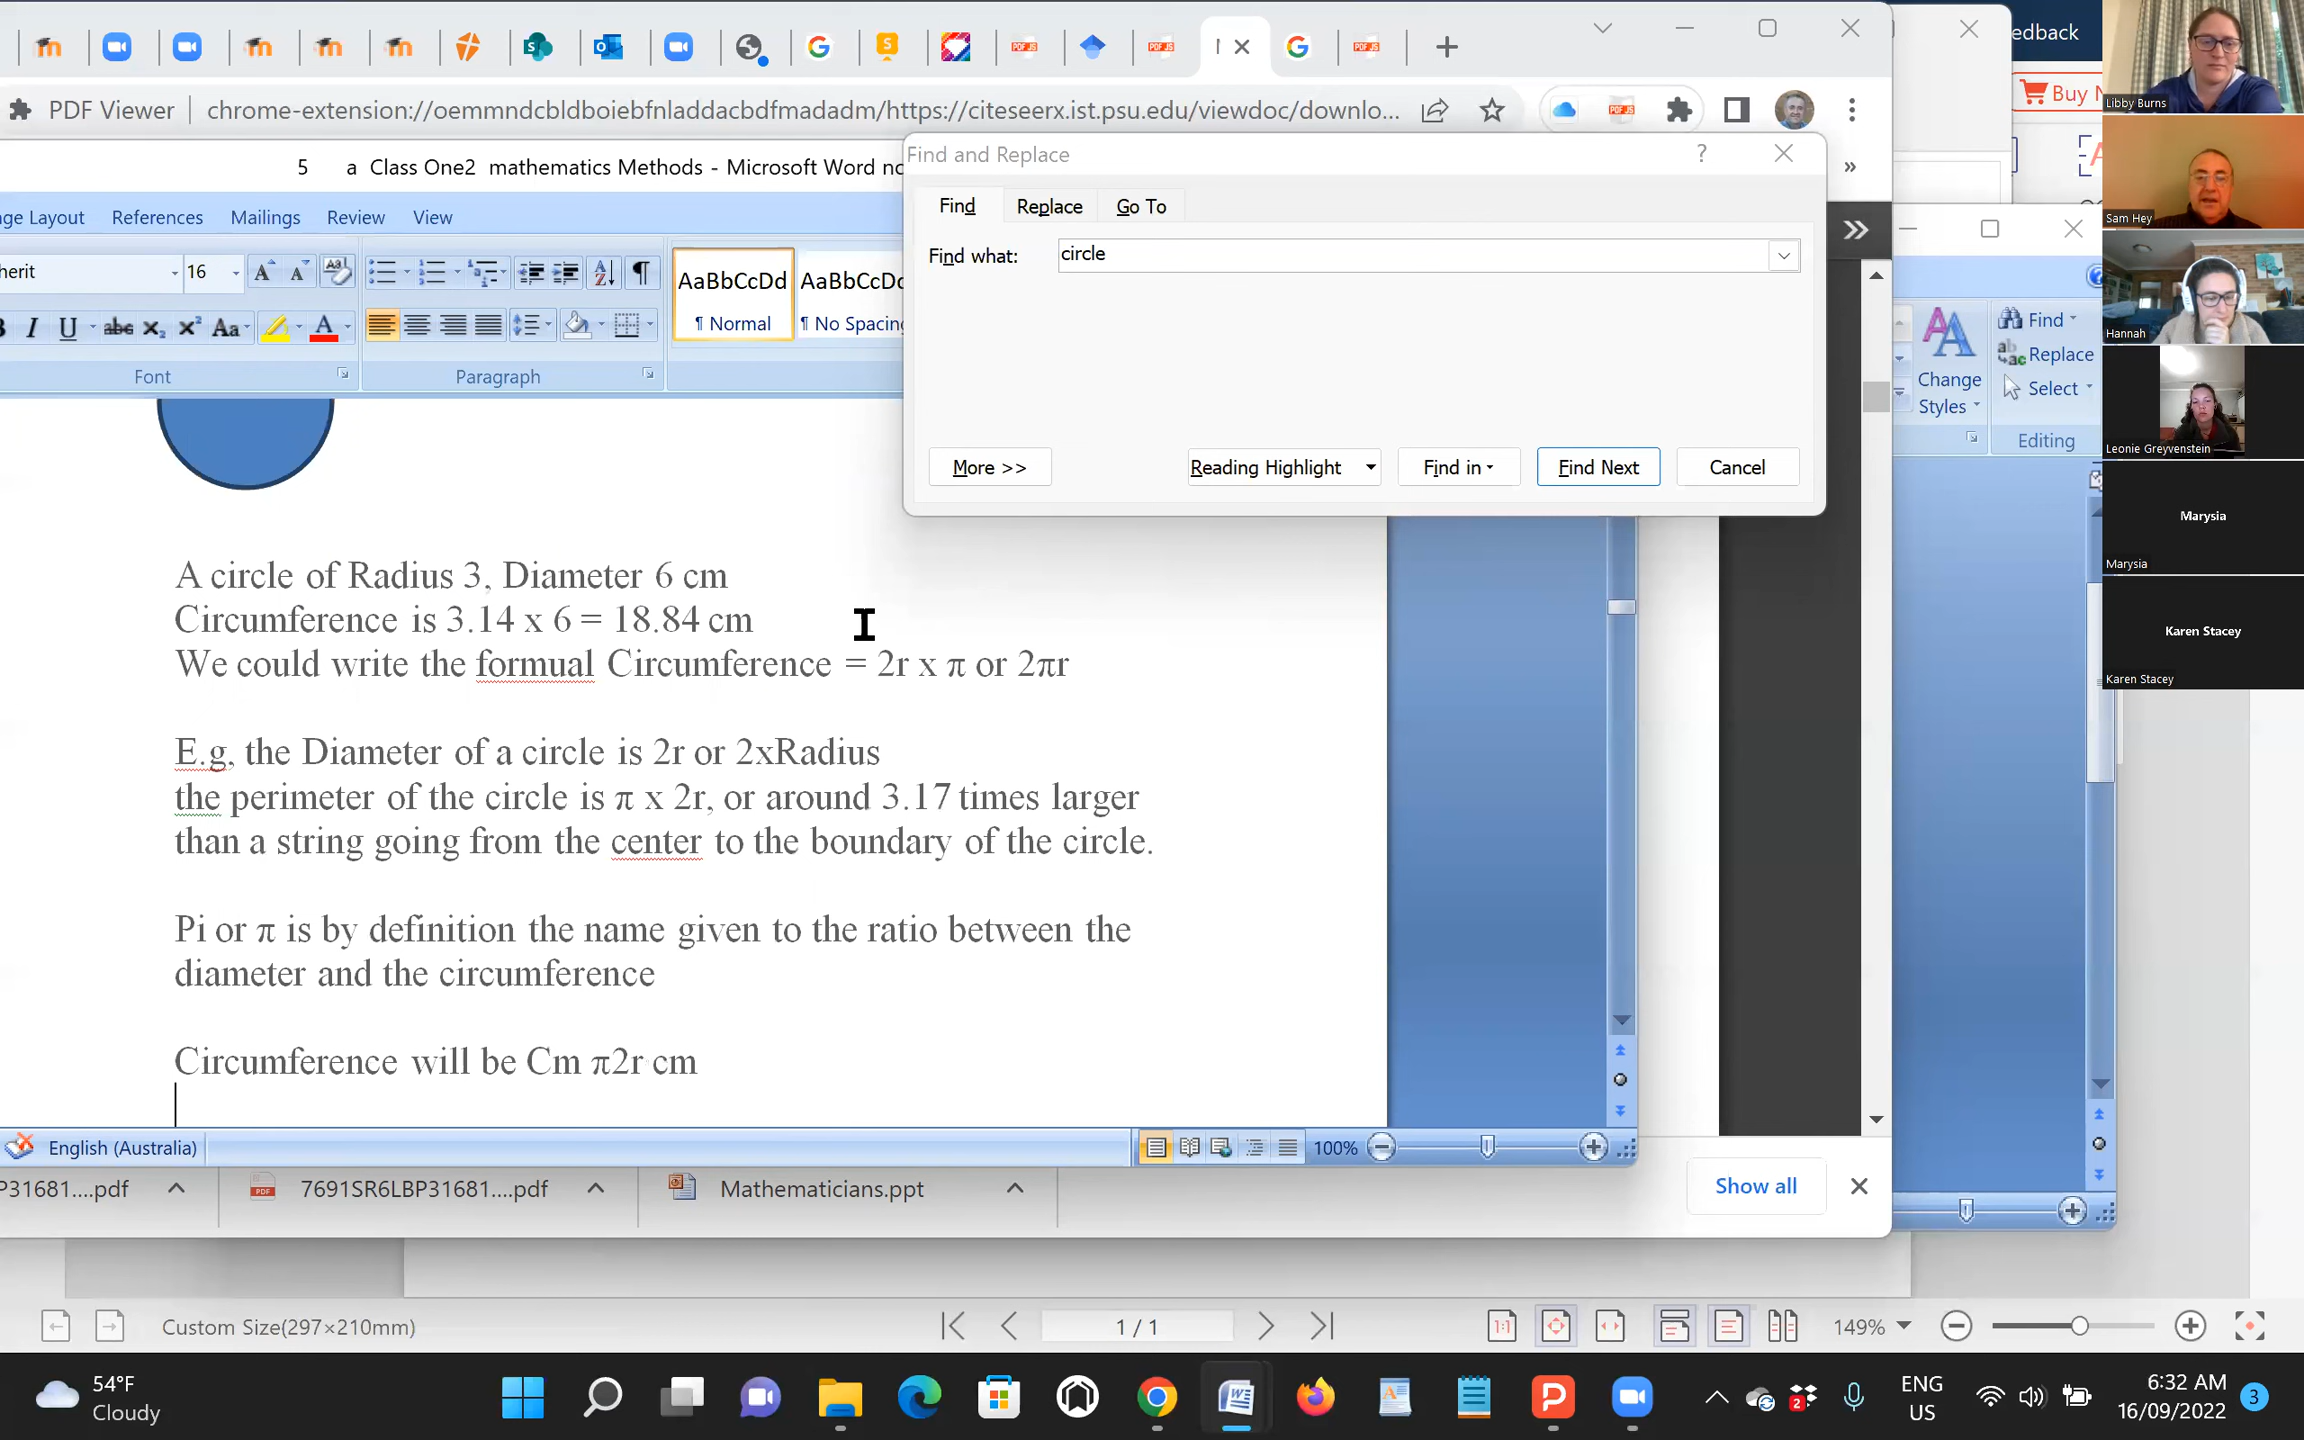 PDF Viewer
chrome-extension://oemmndcbldboiebfnladdacbdfmadadm/https://citeseerx.ist.psu.edu/viewdoc/downlo...
edback
Buy
Libby Burns
Sam Hey
Hannah
Leonie Greyvenstein
Marysia
Marysia
Karen Stacey
Karen Stacey
5 a Class One2 mathematics Methods - Microsoft Word
Find and Replace
Find Replace Go To
Find what: circle
More >> Reading Highlight Find in Find Next Cancel
ge Layout References Mailings Review View
herit 16
AaBbCcDd AaBbCcDd
¶ Normal ¶ No Spacing
Font Paragraph
Find
Replace
Select
Change Styles
Editing
A circle of Radius 3, Diameter 6 cm
Circumference is 3.14 x 6 = 18.84 cm
We could write the formual Circumference = 2r x π or 2πr
E.g, the Diameter of a circle is 2r or 2xRadius
the perimeter of the circle is π x 2r, or around 3.17 times larger
than a string going from the center to the boundary of the circle.
Pi or π is by definition the name given to the ratio between the
diameter and the circumference
Circumference will be Cm π2r cm
English (Australia) 100%
P31681....pdf 7691SR6LBP31681....pdf Mathematicians.ppt Show all
Custom Size(297×210mm) 1 / 1 149%
54°F
Cloudy
ENG
US
6:32 AM
16/09/2022
3